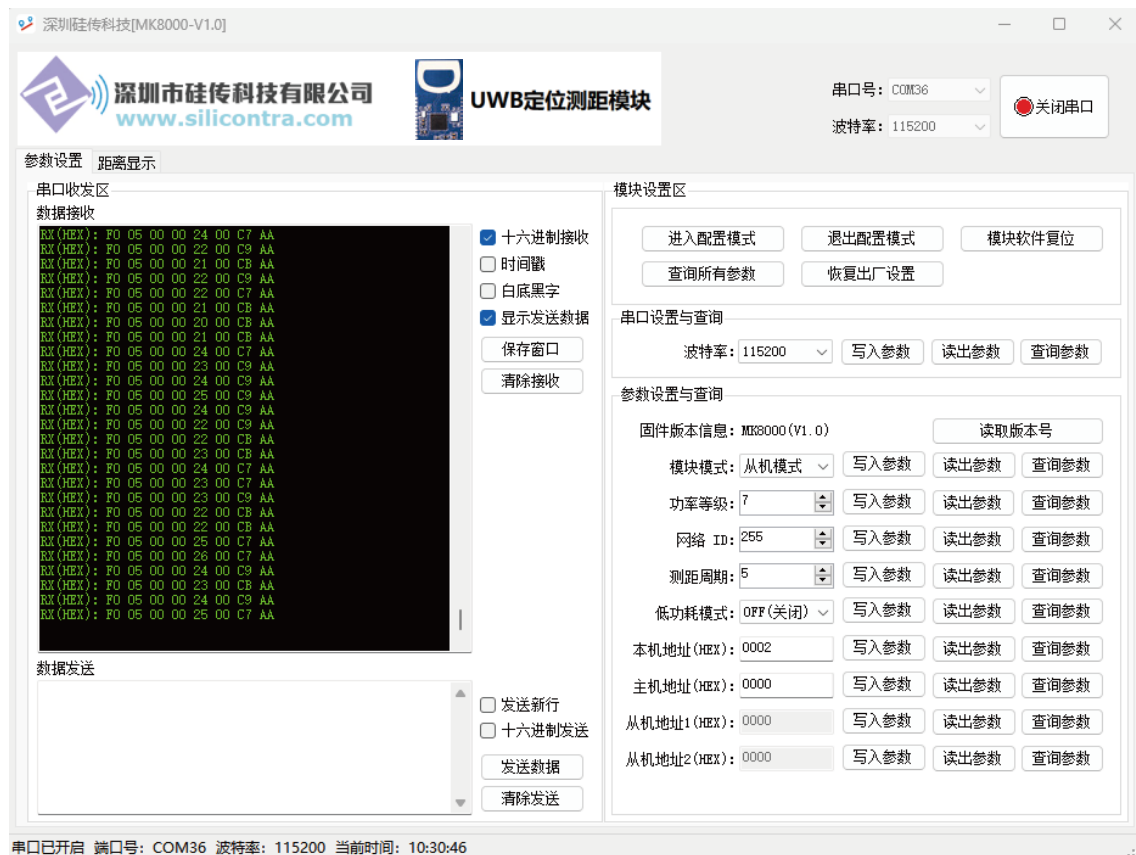 深圳硅传科技[MK8000-V1.0]
深圳市硅传科技有限公司
www.silicontra.com
UWB定位测距模块
串口号: COM36
波特率: 115200
关闭串口
参数设置 距离显示
串口收发区
数据接收
RX(HEX): F0 05 00 00 24 00 C7 AA
RX(HEX): F0 05 00 00 22 00 C9 AA
RX(HEX): F0 05 00 00 21 00 CB AA
RX(HEX): F0 05 00 00 22 00 C9 AA
RX(HEX): F0 05 00 00 22 00 C7 AA
RX(HEX): F0 05 00 00 21 00 CB AA
RX(HEX): F0 05 00 00 20 00 CB AA
RX(HEX): F0 05 00 00 21 00 CB AA
RX(HEX): F0 05 00 00 24 00 C7 AA
RX(HEX): F0 05 00 00 23 00 C9 AA
RX(HEX): F0 05 00 00 24 00 C9 AA
RX(HEX): F0 05 00 00 25 00 C9 AA
RX(HEX): F0 05 00 00 24 00 C9 AA
RX(HEX): F0 05 00 00 22 00 C9 AA
RX(HEX): F0 05 00 00 22 00 CB AA
RX(HEX): F0 05 00 00 23 00 CB AA
RX(HEX): F0 05 00 00 24 00 C7 AA
RX(HEX): F0 05 00 00 23 00 C7 AA
RX(HEX): F0 05 00 00 23 00 C9 AA
RX(HEX): F0 05 00 00 22 00 CB AA
RX(HEX): F0 05 00 00 22 00 CB AA
RX(HEX): F0 05 00 00 25 00 C7 AA
RX(HEX): F0 05 00 00 26 00 C7 AA
RX(HEX): F0 05 00 00 24 00 C9 AA
RX(HEX): F0 05 00 00 23 00 CB AA
RX(HEX): F0 05 00 00 24 00 C9 AA
RX(HEX): F0 05 00 00 25 00 C7 AA
十六进制接收
时间戳
白底黑字
显示发送数据
保存窗口
清除接收
数据发送
发送新行
十六进制发送
发送数据
清除发送
模块设置区
进入配置模式 退出配置模式 模块软件复位
查询所有参数 恢复出厂设置
串口设置与查询
波特率: 115200 写入参数 读出参数 查询参数
参数设置与查询
固件版本信息: MK8000(V1.0) 读取版本号
模块模式: 从机模式 写入参数 读出参数 查询参数
功率等级: 7 写入参数 读出参数 查询参数
网络 ID: 255 写入参数 读出参数 查询参数
测距周期: 5 写入参数 读出参数 查询参数
低功耗模式: OFF(关闭) 写入参数 读出参数 查询参数
本机地址(HEX): 0002 写入参数 读出参数 查询参数
主机地址(HEX): 0000 写入参数 读出参数 查询参数
从机地址1(HEX): 0000 写入参数 读出参数 查询参数
从机地址2(HEX): 0000 写入参数 读出参数 查询参数
串口已开启 端口号: COM36 波特率: 115200 当前时间: 10:30:46